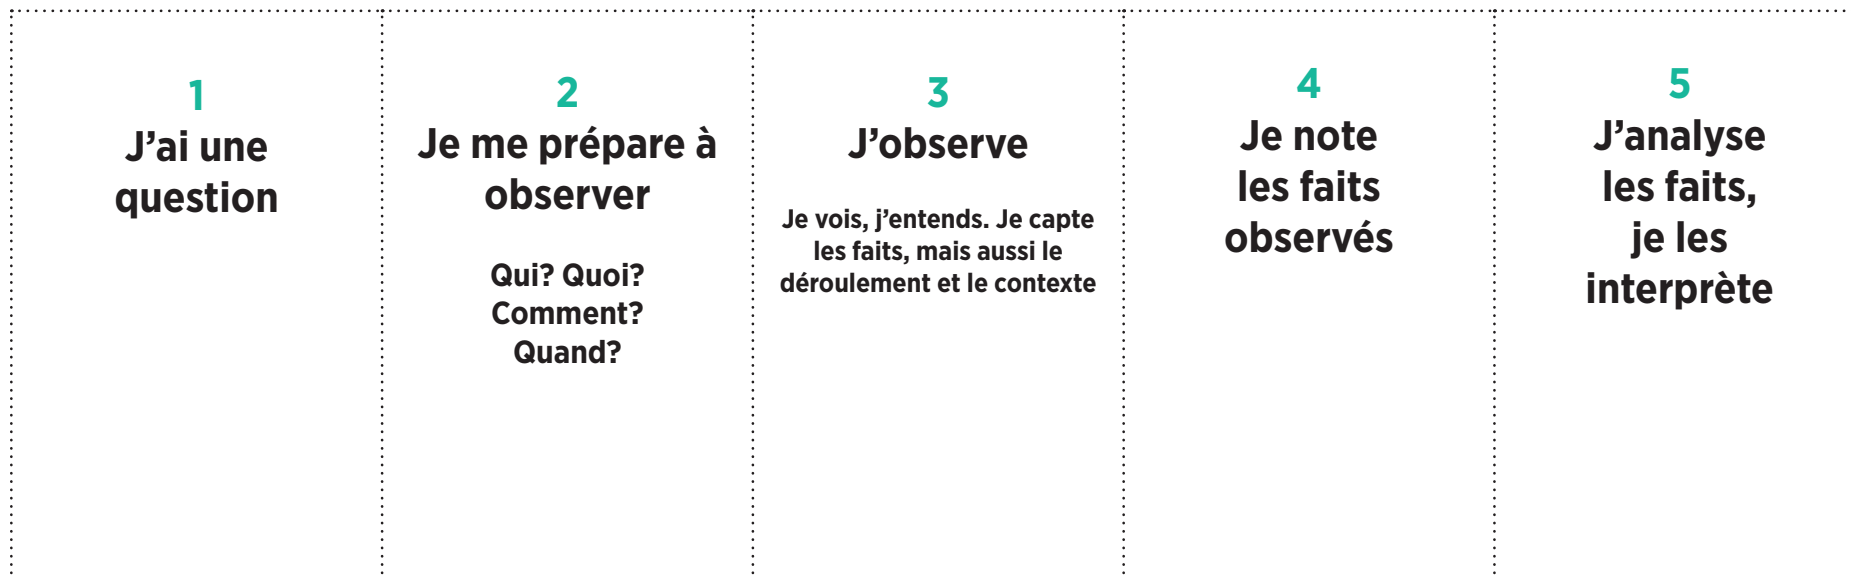 1
J’ai une
question
2
Je me prépare à
observer
Qui? Quoi?
Comment?
Quand?
3
J’observe
Je vois, j’entends. Je capte
les faits, mais aussi le
déroulement et le contexte
4
Je note
les faits
observés
5
J’analyse
les faits,
je les
interprète